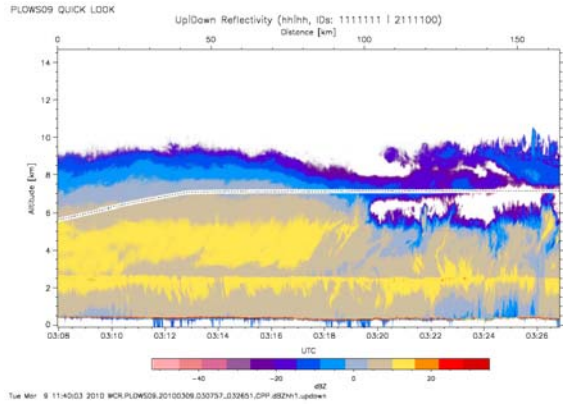 PLOWS09 QUICK LOOK
Up|Down Reflectivity (hh|hh, IDs: 1111111 | 2111100)
Distance [km]
0 50 100 150
14
12
10
8
6
4
2
0
Altitude [km]
03:08 03:10 03:12 03:14 03:16 03:18 03:20 03:22 03:24 03:26
UTC
-40 -20 0 20
dBZ
Tue Mar 9 11:40:03 2010 WCR.PLOWS09.20100309.030757_032651.CPP.dBZhh1.updown